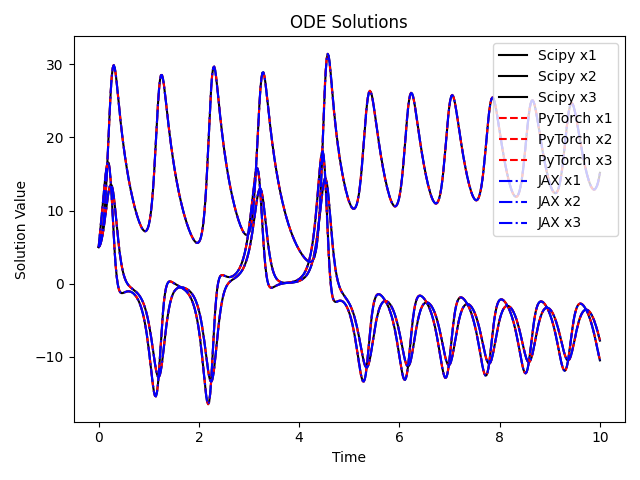 ODE Solutions
Solution Value
30
20
10
0
−10
Scipy x1
Scipy x2
Scipy x3
PyTorch x1
PyTorch x2
PyTorch x3
JAX x1
JAX x2
JAX x3
0
2
4
6
8
10
Time